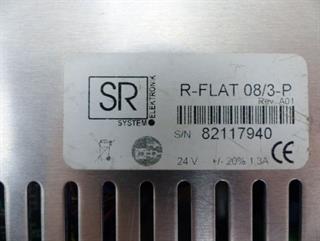 SR
SYSTEM ELEKTRONIK
R-FLAT 08/3-P
Rev. A01
S/N 82117940
24 V +/- 20% 1.3A
CE